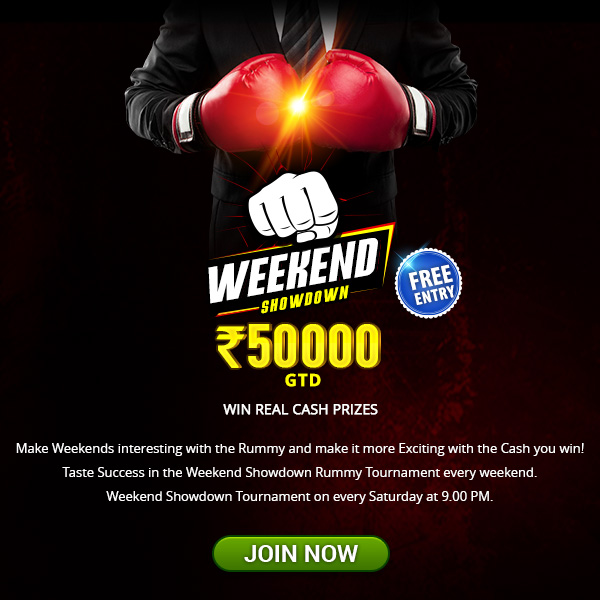 WEEKEND
SHOWDOWN
FREE
ENTRY
₹50000
GTD
WIN REAL CASH PRIZES
Make Weekends interesting with the Rummy and make it more Exciting with the Cash you win!
Taste Success in the Weekend Showdown Rummy Tournament every weekend.
Weekend Showdown Tournament on every Saturday at 9.00 PM.
JOIN NOW